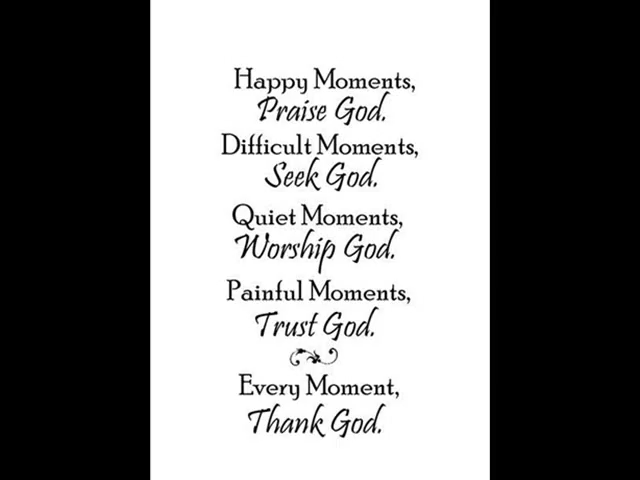 Happy Moments,
Praise God.
Difficult Moments,
Seek God.
Quiet Moments,
Worship God.
Painful Moments,
Trust God.
Every Moment,
Thank God.